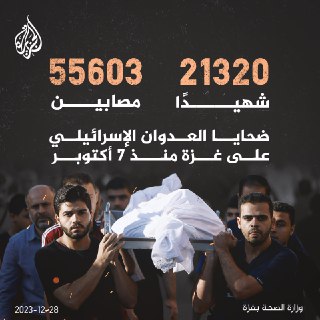 21320
شهيدًا
55603
مصابين
ضحايا العدوان الإسرائيلي
على غزة منذ 7 أكتوبر
وزارة الصحة بغزة
2023-12-28